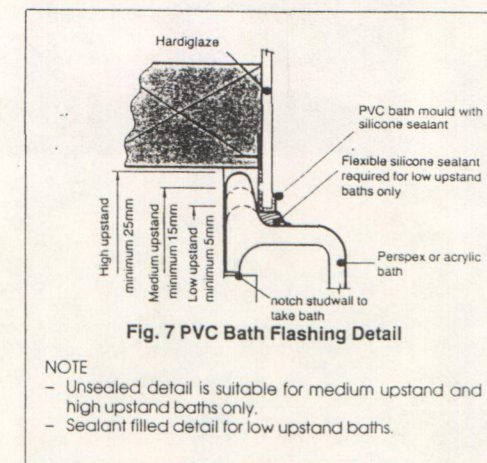 Hardiglaze
PVC bath mould with
silicone sealant
Flexible silicone sealant
required for low upstand
baths only
High upstand
minimum 25mm
Medium upstand
minimum 15mm
Low upstand
minimum 5mm
Perspex or acrylic
bath
notch studwall to
take bath
Fig. 7 PVC Bath Flashing Detail
NOTE
– Unsealed detail is suitable for medium upstand and
high upstand baths only.
– Sealant filled detail for low upstand baths.